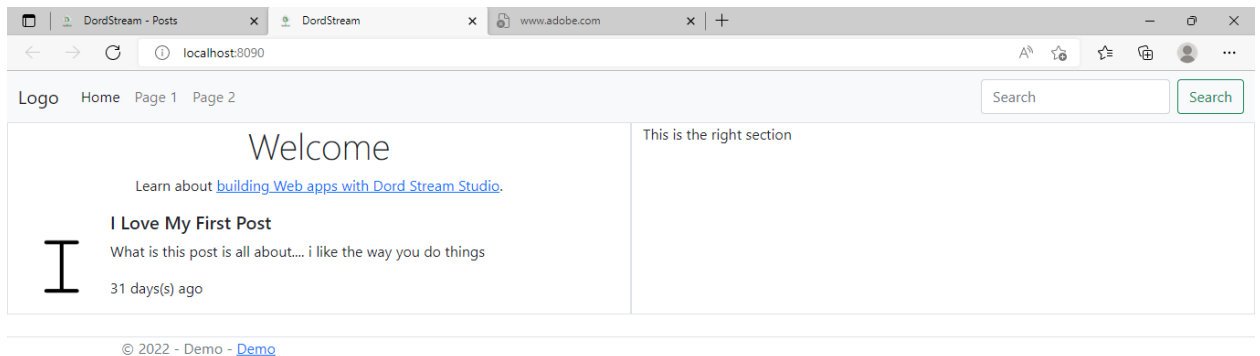 DordStream - Posts
DordStream
www.adobe.com
localhost:8090
Logo Home Page 1 Page 2 Search Search
Welcome
Learn about building Web apps with Dord Stream Studio.
I Love My First Post
What is this post is all about.... i like the way you do things
31 days(s) ago
This is the right section
© 2022 - Demo - Demo